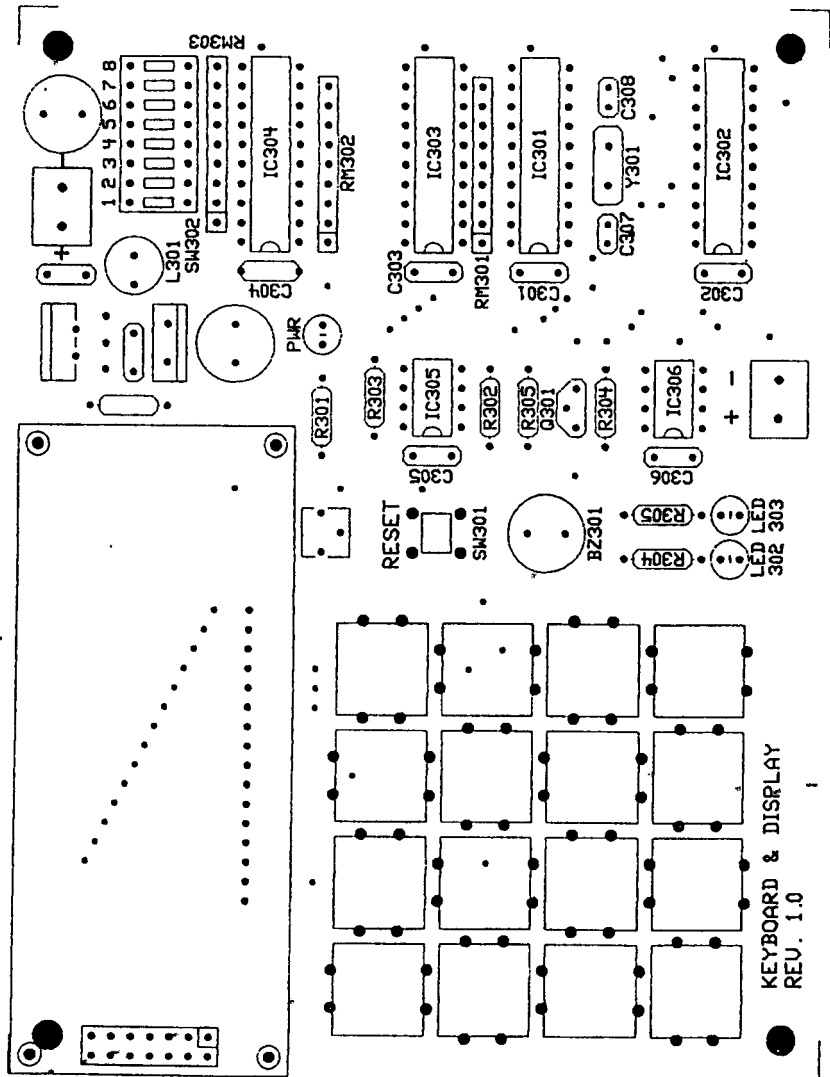 RM303
1 2 3 4 5 6 7 8
SW302
IC304
RM302
IC303
RM301
IC301
C308
Y301
C307
IC302
+
L301
C304
C303
C301
C302
PWR
R301
R303
IC305
R302
R305
Q301
R304
IC306
+ -
C305
C306
RESET
SW301
BZ301
R305
LED
303
R304
LED
302
KEYBOARD & DISPLAY
REV. 1.0